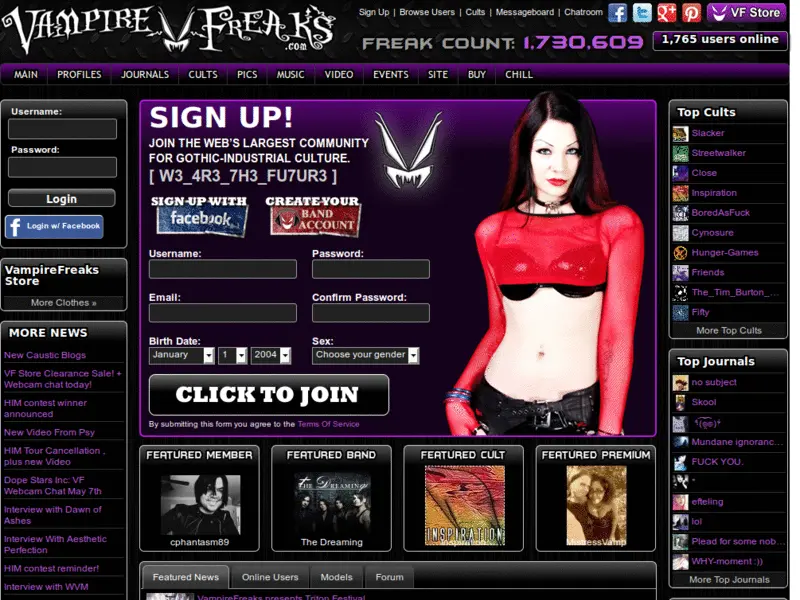 VAMPIRE FREAKS
.com
Sign Up | Browse Users | Cults | Messageboard | Chatroom
VF Store
FREAK COUNT: 1,730,609
1,765 users online
MAIN PROFILES JOURNALS CULTS PICS MUSIC VIDEO EVENTS SITE BUY CHILL
Username:
Password:
Login
Login w/ Facebook
VampireFreaks
Store
More Clothes »
MORE NEWS
New Caustic Blogs
VF Store Clearance Sale! +
Webcam chat today!
HIM contest winner
announced
New Video From Psy
HIM Tour Cancellation ,
plus new Video
Dope Stars Inc: VF
Webcam Chat May 7th
Interview with Dawn of
Ashes
Interview With Aesthetic
Perfection
HIM contest reminder!
Interview with WVM
SIGN UP!
JOIN THE WEB'S LARGEST COMMUNITY
FOR GOTHIC-INDUSTRIAL CULTURE.
[ W3_4R3_7H3_FU7UR3 ]
SIGN-UP WITH
facebook
CREATE YOUR
BAND
ACCOUNT
Username:
Password:
Email:
Confirm Password:
Birth Date:
Sex:
January 1 2004 Choose your gender
CLICK TO JOIN
By submitting this form you agree to the Terms Of Service
FEATURED MEMBER
cphantasm89
FEATURED BAND
THE DREAMING
The Dreaming
FEATURED CULT
INSPIRATION
Inspiration
FEATURED PREMIUM
MistressVamp
Featured News Online Users Models Forum
VampireFreaks presents Triton Festival
Top Cults
Slacker
Streetwalker
Close
Inspiration
BoredAsFuck
Cynosure
Hunger-Games
Friends
The_Tim_Burton_...
Fifty
More Top Cults
Top Journals
no subject
Skool
Mundane ignoranc...
FUCK YOU.
*
efteling
lol
Plead for some nob...
WHY-moment :))
More Top Journals